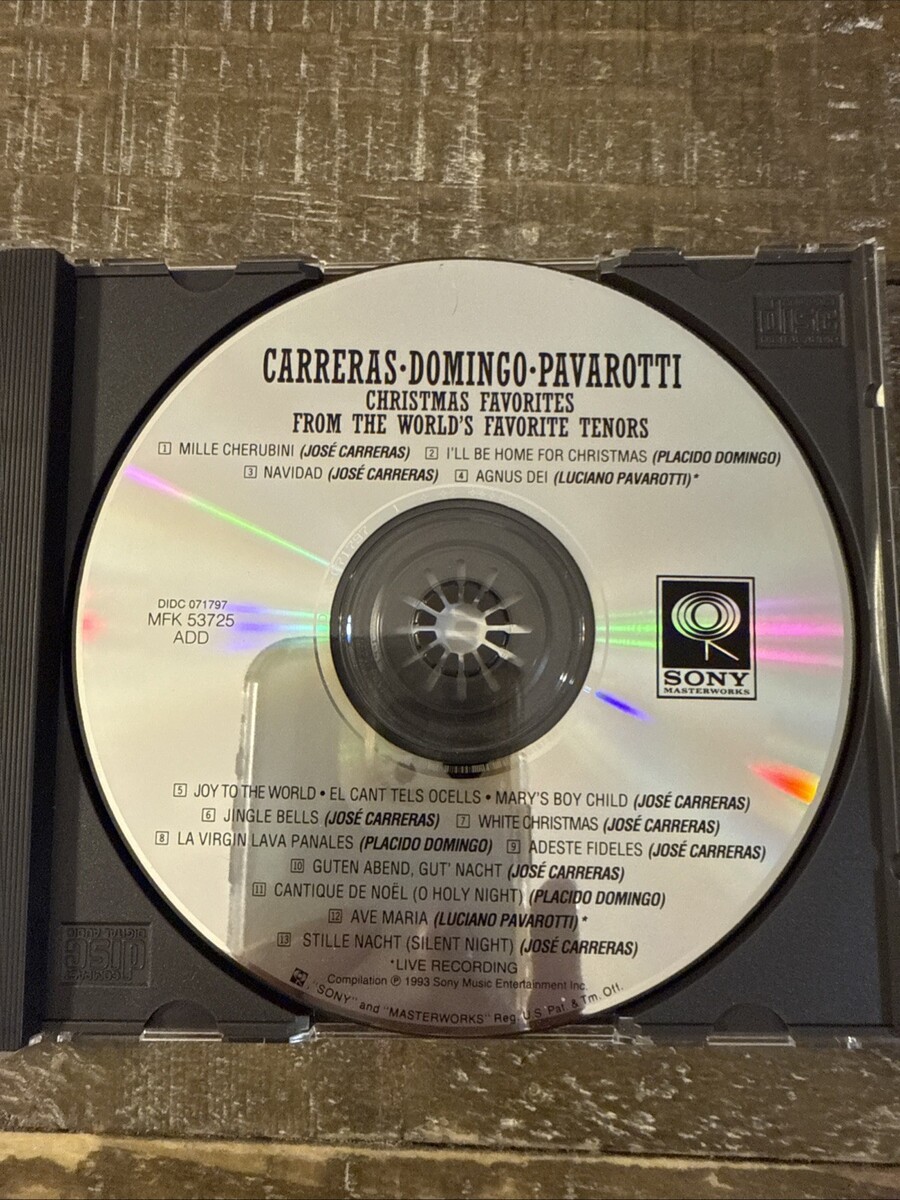 CARRERAS·DOMINGO·PAVAROTTI
CHRISTMAS FAVORITES
FROM THE WORLD'S FAVORITE TENORS
1 MILLE CHERUBINI (JOSÉ CARRERAS) 2 I'LL BE HOME FOR CHRISTMAS (PLACIDO DOMINGO)
3 NAVIDAD (JOSÉ CARRERAS) 4 AGNUS DEI (LUCIANO PAVAROTTI)*
DIDC 071797
MFK 53725
ADD
SONY
MASTERWORKS
5 JOY TO THE WORLD • EL CANT TELS OCELLS • MARY'S BOY CHILD (JOSÉ CARRERAS)
6 JINGLE BELLS (JOSÉ CARRERAS) 7 WHITE CHRISTMAS (JOSÉ CARRERAS)
8 LA VIRGIN LAVA PANALES (PLACIDO DOMINGO) 9 ADESTE FIDELES (JOSÉ CARRERAS)
10 GUTEN ABEND, GUT' NACHT (JOSÉ CARRERAS)
11 CANTIQUE DE NOËL (O HOLY NIGHT) (PLACIDO DOMINGO)
12 AVE MARIA (LUCIANO PAVAROTTI)*
13 STILLE NACHT (SILENT NIGHT) (JOSÉ CARRERAS)
*LIVE RECORDING
Compilation ℗ 1993 Sony Music Entertainment Inc.
"SONY" and "MASTERWORKS" Reg. U.S. Pat. & Tm. Off.
disc
disc